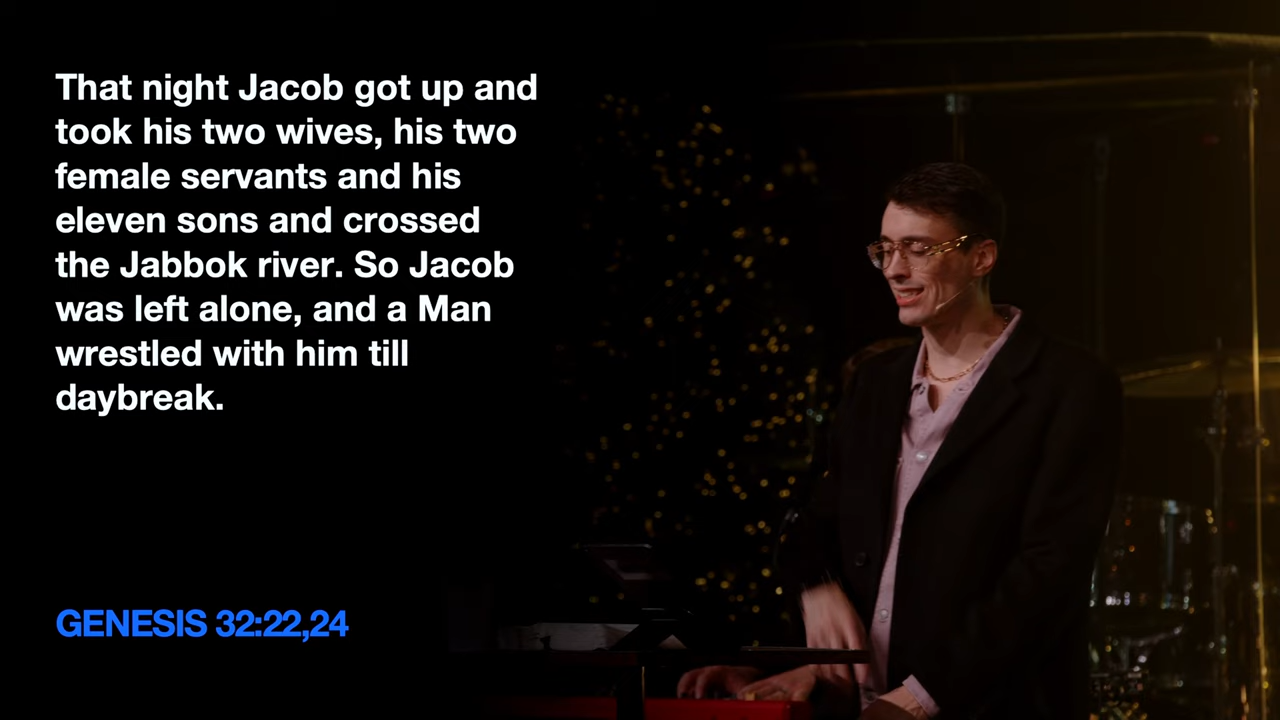 That night Jacob got up and
took his two wives, his two
female servants and his
eleven sons and crossed
the Jabbok river. So Jacob
was left alone, and a Man
wrestled with him till
daybreak.
GENESIS 32:22,24